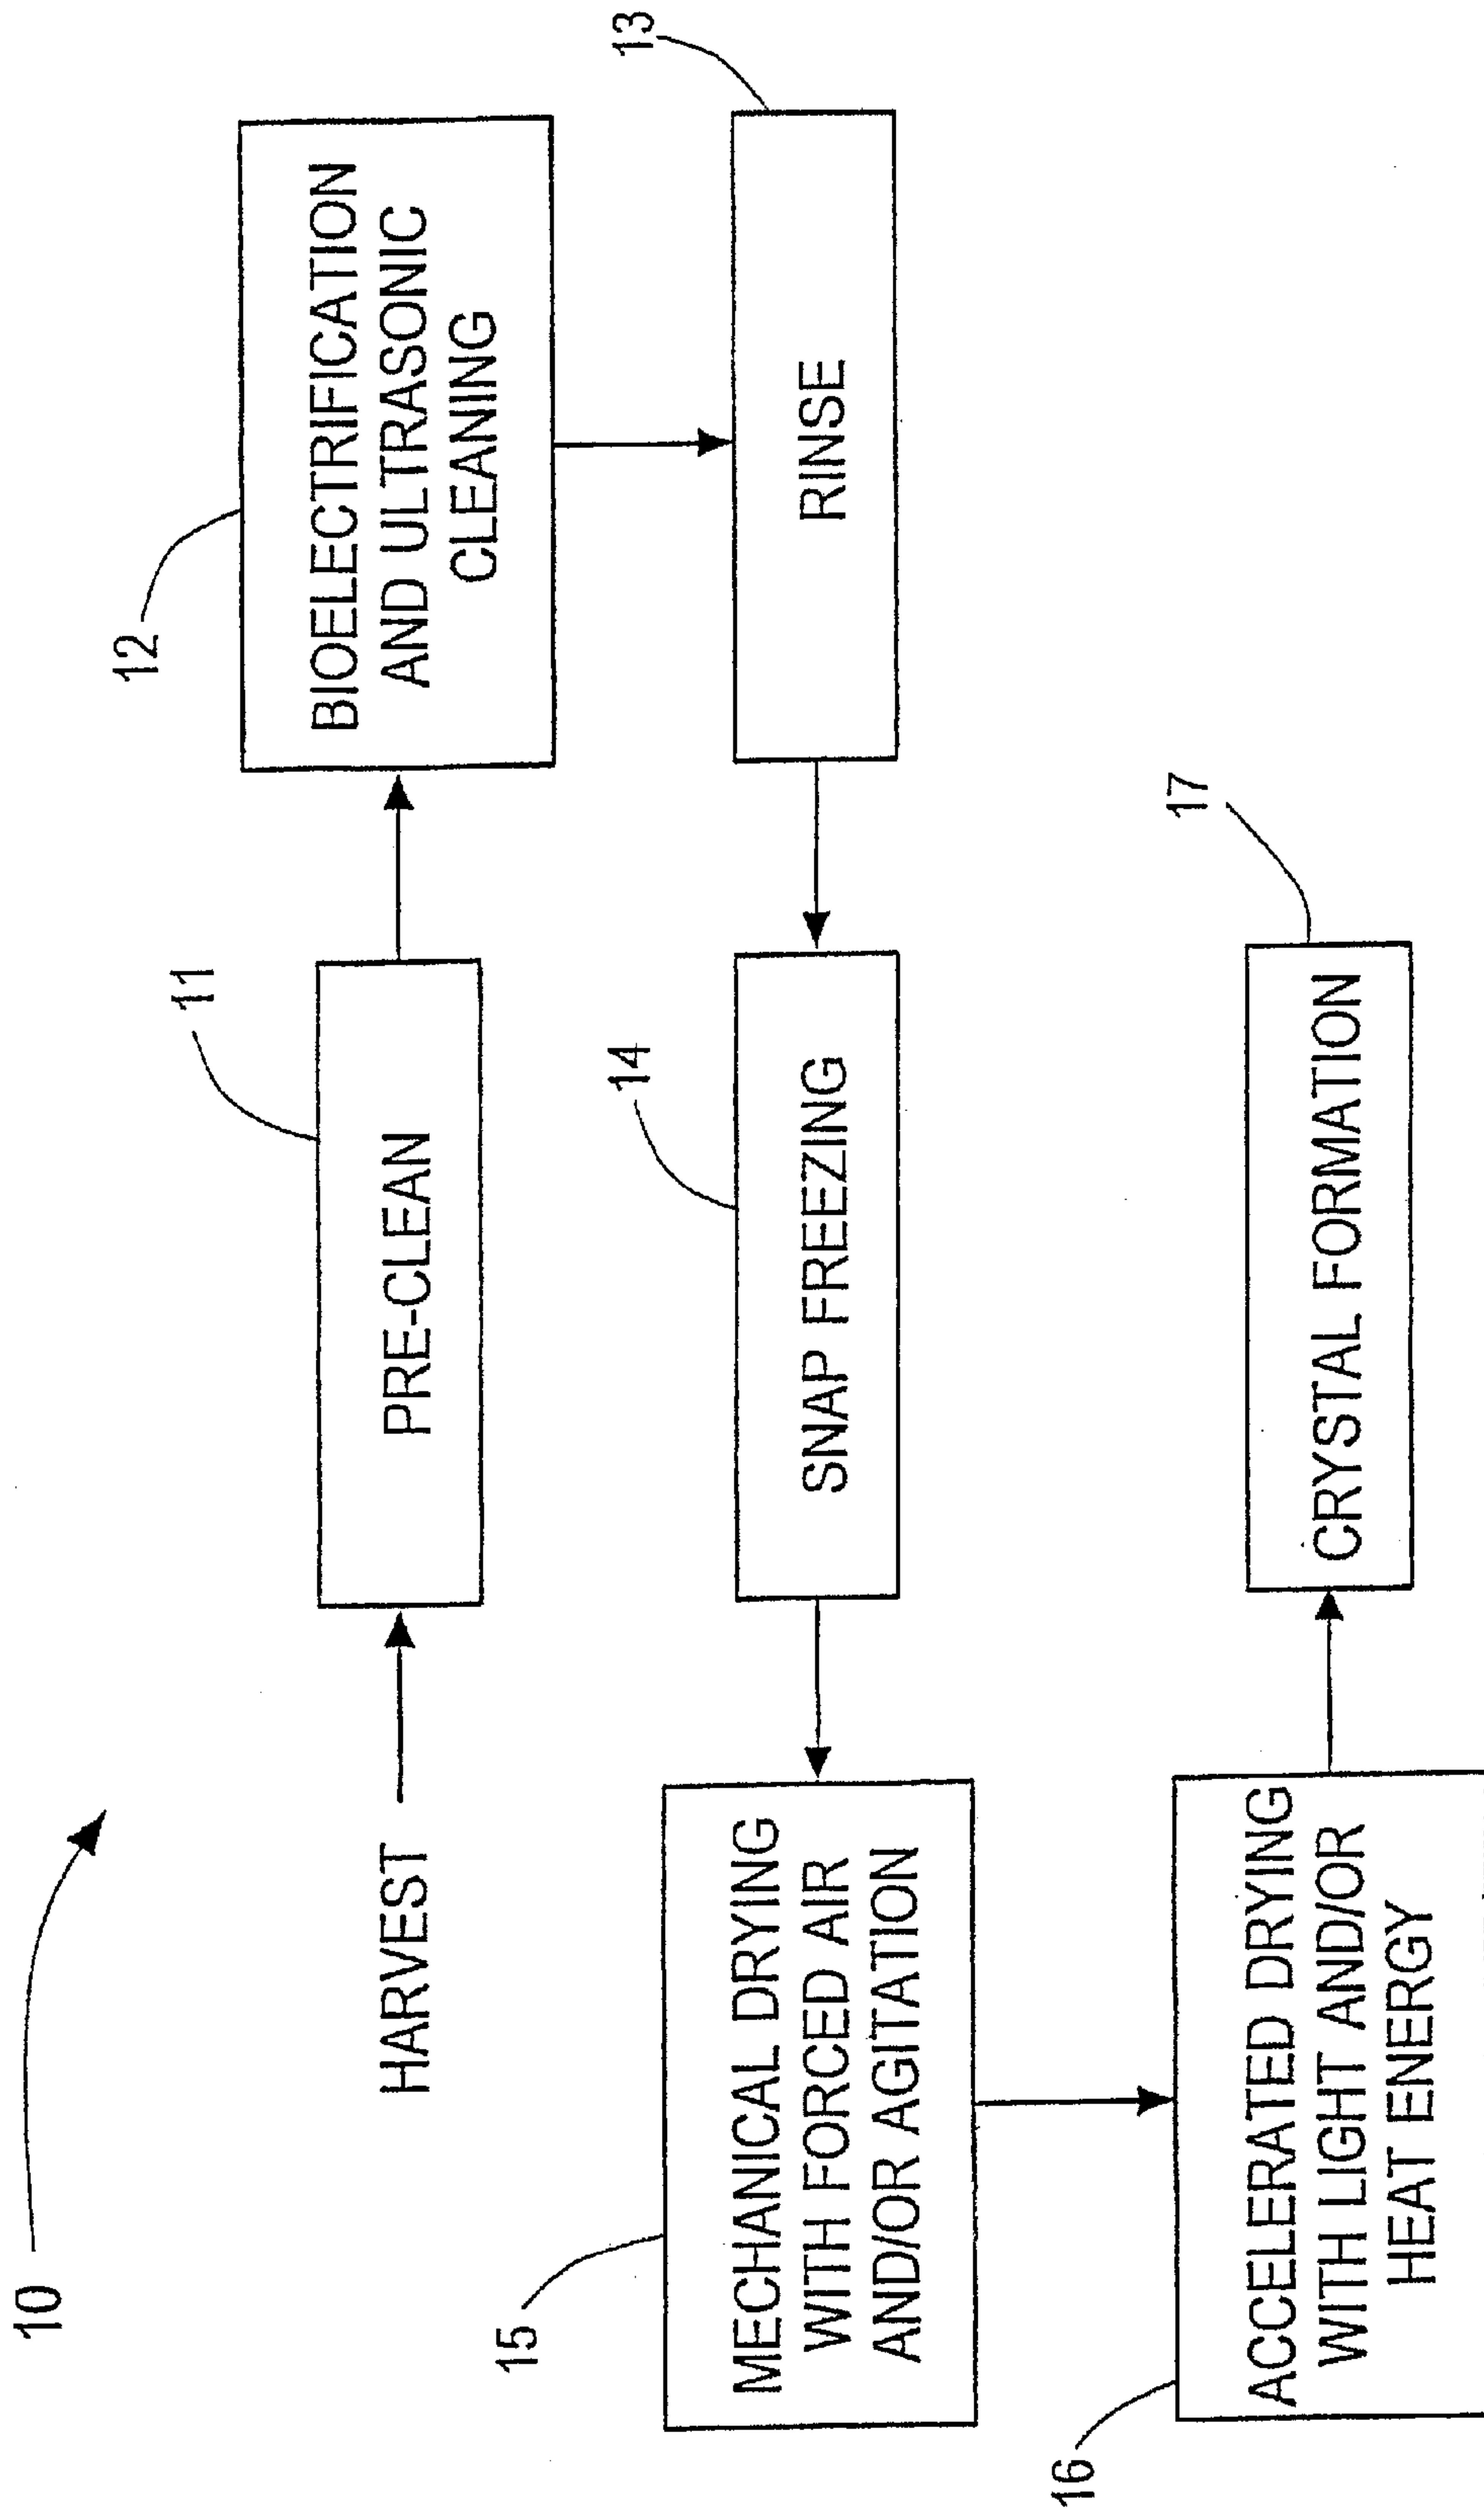 10
HARVEST
11
PRE-CLEAN
12
BIOELECTRIFICATION
AND ULTRASONIC
CLEANING
13
RINSE
14
SNAP FREEZING
15
MECHANICAL DRYING
WITH FORCED AIR
AND/OR AGITATION
16
ACCELERATED DRYING
WITH LIGHT AND/OR
HEAT ENERGY
17
CRYSTAL FORMATION